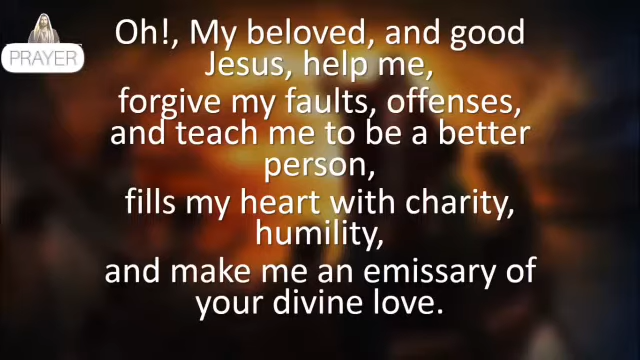 PRAYER
Oh!, My beloved, and good
Jesus, help me,
forgive my faults, offenses,
and teach me to be a better
person,
fills my heart with charity,
humility,
and make me an emissary of
your divine love.